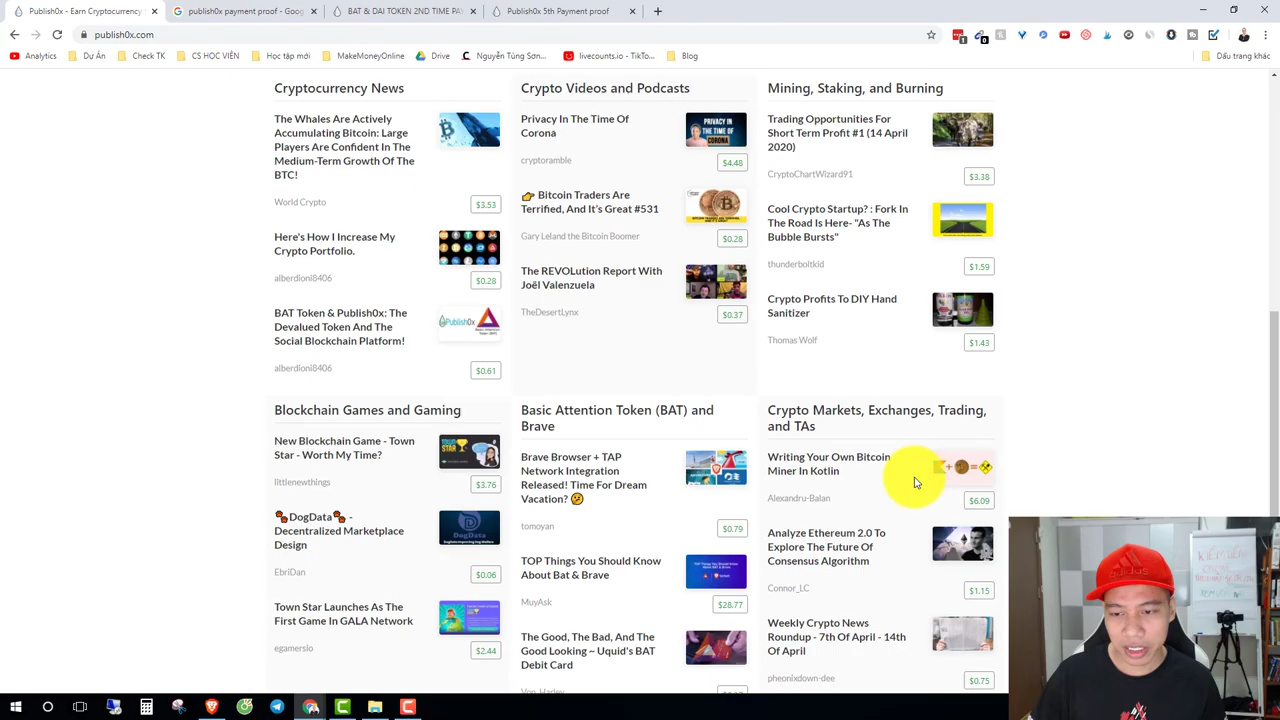 Publish0x - Earn Cryptocurrency
publish0x payment proof - Goog
BAT & DAI TOKEN 2ND TIME PAY
Publish0x 5th Payment proof
publish0x.com
Analytics
Dự Án
Check TK
CS HỌC VIÊN
Học tập mới
MakeMoneyOnline
Drive
Nguyễn Tùng Sơn...
livecounts.io - TikTo...
Blog
Dấu trang khác
Cryptocurrency News
The Whales Are Actively
Accumulating Bitcoin: Large
Players Are Confident In The
Medium-Term Growth Of The
BTC!
World Crypto
$3.53
Here's How I Increase My
Crypto Portfolio.
alberdioni8406
$0.28
BAT Token & Publish0x: The
Devalued Token And The
Social Blockchain Platform!
Publish0x
alberdioni8406
$0.61
Crypto Videos and Podcasts
Privacy In The Time Of
Corona
PRIVACY
IN THE
TIME OF
CORONA
cryptoramble
$4.48
👉 Bitcoin Traders Are
Terrified, And It's Great #531
Gary Leland the Bitcoin Boomer
$0.28
The REVOLution Report With
Joël Valenzuela
TheDesertLynx
$0.37
Mining, Staking, and Burning
Trading Opportunities For
Short Term Profit #1 (14 April
2020)
CryptoChartWizard91
$3.38
Cool Crypto Startup? : Fork In
The Road Is Here- "As The
Bubble Bursts"
thunderboltkid
$1.59
Crypto Profits To DIY Hand
Sanitizer
Thomas Wolf
$1.43
Blockchain Games and Gaming
New Blockchain Game - Town
Star - Worth My Time?
littlenewthings
$3.76
DogData -
Decentralized Marketplace
Design
EbriDan
$0.06
Town Star Launches As The
First Game In GALA Network
egamersio
$2.44
Basic Attention Token (BAT) and
Brave
Brave Browser + TAP
Network Integration
Released! Time For Dream
Vacation? 🤔
tomoyan
$0.79
TOP Things You Should Know
About Bat & Brave
MuyAsk
$28.77
The Good, The Bad, And The
Good Looking ~ Uquid's BAT
Debit Card
Von_Harley
Crypto Markets, Exchanges, Trading,
and TAs
Writing Your Own Bitcoin
Miner In Kotlin
Alexandru-Balan
$6.09
Analyze Ethereum 2.0 To
Explore The Future Of
Consensus Algorithm
Connor_LC
$1.15
Weekly Crypto News
Roundup - 7th Of April - 14th
Of April
pheonixdown-dee
$0.75
KIẾM TIỀN
ONLINE